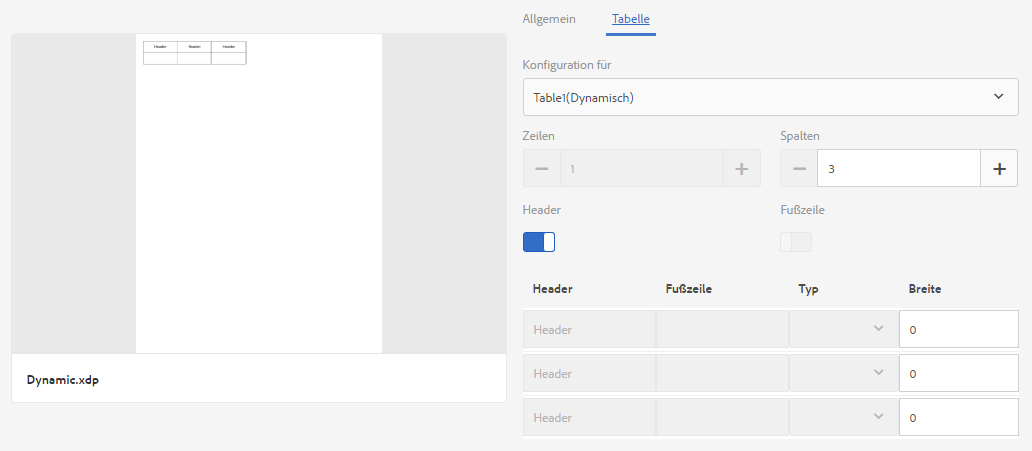 Allgemein Tabelle
Header Header Header
Dynamic.xdp
Konfiguration für
Table1(Dynamisch)
Zeilen Spalten
1 3
Header Fußzeile
Header Fußzeile Typ Breite
Header 0
Header 0
Header 0